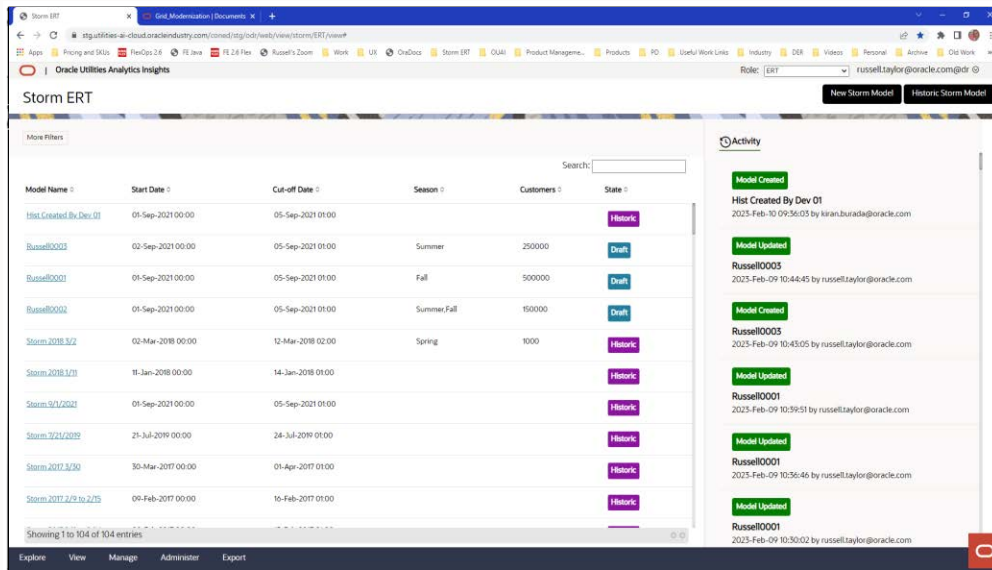 Storm ERT
Grid_Modernization | Documents
stg.utilities-ai-cloud.oracleindustry.com/coned/stg/odr/web/view/storm/ERT/view#
Apps Pricing and SKUs FlexOps 2.6 FE Java FE 2.6 Flex Russell's Zoom Work UX OraDocs Storm ERT OUAI Product Manageme... Products PO Useful Work Links Industry DER Videos Personal Archive Old Work
Oracle Utilities Analytics Insights Role: ERT russell.taylor@oracle.com@dr
Storm ERT New Storm Model Historic Storm Model
More Filters
Activity
Search:
Model Name Start Date Cut-off Date Season Customers State
Model Created
Hist Created By Dev 01
2023-Feb-10 09:36:03 by kiran.burada@oracle.com
Hist Created By Dev 01 01-Sep-2021 00:00 05-Sep-2021 01:00 Historic
Russell0003 02-Sep-2021 00:00 05-Sep-2021 01:00 Summer 250000 Draft
Model Updated
Russell0003
2023-Feb-09 10:44:45 by russell.taylor@oracle.com
Russell0001 01-Sep-2021 00:00 05-Sep-2021 01:00 Fall 500000 Draft
Russell0002 01-Sep-2021 00:00 05-Sep-2021 01:00 Summer,Fall 150000 Draft
Model Created
Russell0003
2023-Feb-09 10:43:05 by russell.taylor@oracle.com
Storm 2018 3/2 02-Mar-2018 00:00 12-Mar-2018 02:00 Spring 1000 Historic
Storm 2018 1/11 11-Jan-2018 00:00 14-Jan-2018 01:00 Historic
Model Updated
Russell0001
2023-Feb-09 10:39:51 by russell.taylor@oracle.com
Storm 9/1/2021 01-Sep-2021 00:00 05-Sep-2021 01:00 Historic
Storm 7/21/2019 21-Jul-2019 00:00 24-Jul-2019 01:00 Historic
Model Updated
Russell0001
2023-Feb-09 10:36:46 by russell.taylor@oracle.com
Storm 2017 3/30 30-Mar-2017 00:00 01-Apr-2017 01:00 Historic
Storm 2017 2/9 to 2/15 09-Feb-2017 00:00 16-Feb-2017 01:00 Historic
Model Updated
Russell0001
2023-Feb-09 10:30:02 by russell.taylor@oracle.com
Showing 1 to 104 of 104 entries
Explore View Manage Administer Export